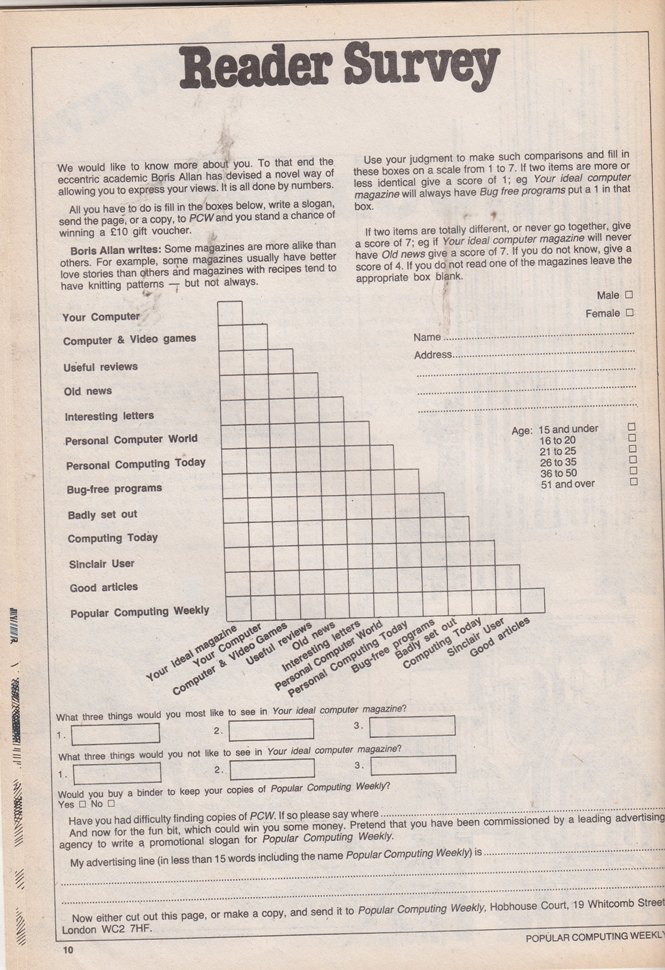 Reader Survey
We would like to know more about you. To that end the
eccentric academic Boris Allan has devised a novel way of
allowing you to express your views. It is all done by numbers.
All you have to do is fill in the boxes below, write a slogan,
send the page, or a copy, to PCW and you stand a chance of
winning a £10 gift voucher.
Boris Allan writes: Some magazines are more alike than
others. For example, some magazines usually have better
love stories than others and magazines with recipes tend to
have knitting patterns — but not always.
Use your judgment to make such comparisons and fill in
these boxes on a scale from 1 to 7. If two items are more or
less identical give a score of 1; eg Your ideal computer
magazine will always have Bug free programs put a 1 in that
box.
If two items are totally different, or never go together, give
a score of 7; eg if Your ideal computer magazine will never
have Old news give a score of 7. If you do not know, give a
score of 4. If you do not read one of the magazines leave the
appropriate box blank.
Male □
Female □
Name
Address
Age: 15 and under □
16 to 20 □
21 to 25 □
26 to 35 □
36 to 50 □
51 and over □
Your Computer
Computer & Video games
Useful reviews
Old news
Interesting letters
Personal Computer World
Personal Computing Today
Bug-free programs
Badly set out
Computing Today
Sinclair User
Good articles
Popular Computing Weekly
Your ideal magazine
Your Computer
Computer & Video Games
Useful reviews
Old news
Interesting letters
Personal Computer World
Personal Computing Today
Bug-free programs
Badly set out
Computing Today
Sinclair User
Good articles
What three things would you most like to see in Your ideal computer magazine?
1. 2. 3.
What three things would you not like to see in Your ideal computer magazine?
1. 2. 3.
Would you buy a binder to keep your copies of Popular Computing Weekly?
Yes □ No □
Have you had difficulty finding copies of PCW. If so please say where
And now for the fun bit, which could win you some money. Pretend that you have been commissioned by a leading advertising
agency to write a promotional slogan for Popular Computing Weekly.
My advertising line (in less than 15 words including the name Popular Computing Weekly) is
Now either cut out this page, or make a copy, and send it to Popular Computing Weekly, Hobhouse Court, 19 Whitcomb Street
London WC2 7HF.
10
POPULAR COMPUTING WEEKLY